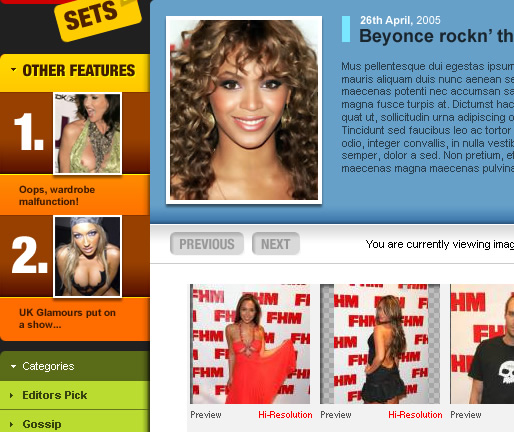 SETS
OTHER FEATURES
1.
Oops, wardrobe
malfunction!
2.
UK Glamours put on
a show...
Categories
Editors Pick
Gossip
26th April, 2005
Beyonce rockn' th
Mus pellentesque dui egestas ipsum
mauris aliquam duis nunc aenean se
maecenas potenti nec accumsan sa
magna fusce turpis at. Dictumst hac
quat ut, sollicitudin urna adipiscing o
Tincidunt sed faucibus leo ac tortor
odio, integer convallis, in nulla vestib
semper, dolor a sed. Non pretium, et
maecenas magna maecenas pulvina
PREVIOUS NEXT
You are currently viewing imag
FHM
FHM
Preview Hi-Resolution Preview Hi-Resolution Preview